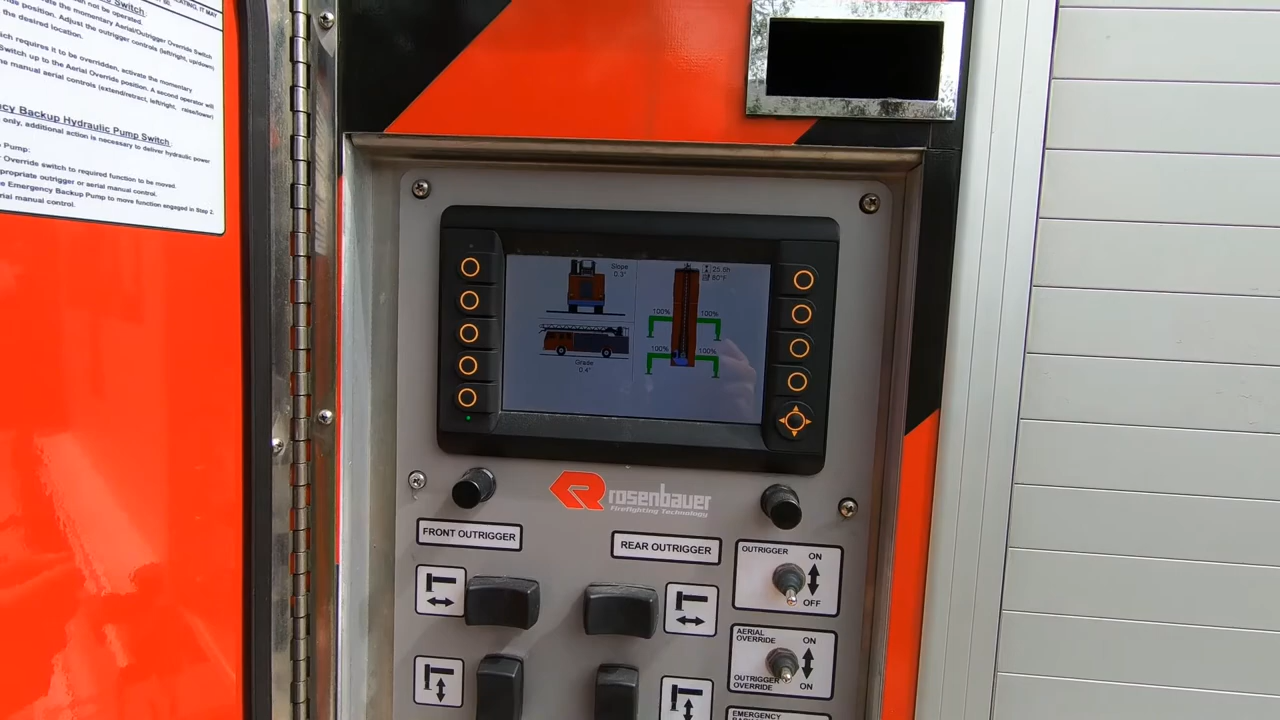 Switch
not be operated.
the momentary Aerial/Outrigger Override Switch
position. Adjust the outrigger controls (left/right, up/down)
the desired location.
which requires it to be overridden, activate the momentary
Switch up to the Aerial Override position. A second operator will
manual aerial controls (extend/retract, left/right, raise/lower)
Backup Hydraulic Pump Switch
only, additional action is necessary to deliver hydraulic power
Pump:
Override switch to required function to be moved.
appropriate outrigger or aerial manual control.
Emergency Backup Pump to move function engaged in Step 2.
manual control.
Slope
0.3°
25.8h
80°F
100% 100%
100% 100%
Grade
0.4°
rosenbauer
Firefighting Technology
FRONT OUTRIGGER
REAR OUTRIGGER
OUTRIGGER
ON
OFF
AERIAL
OVERRIDE
ON
OUTRIGGER
OVERRIDE
ON
EMERGENCY